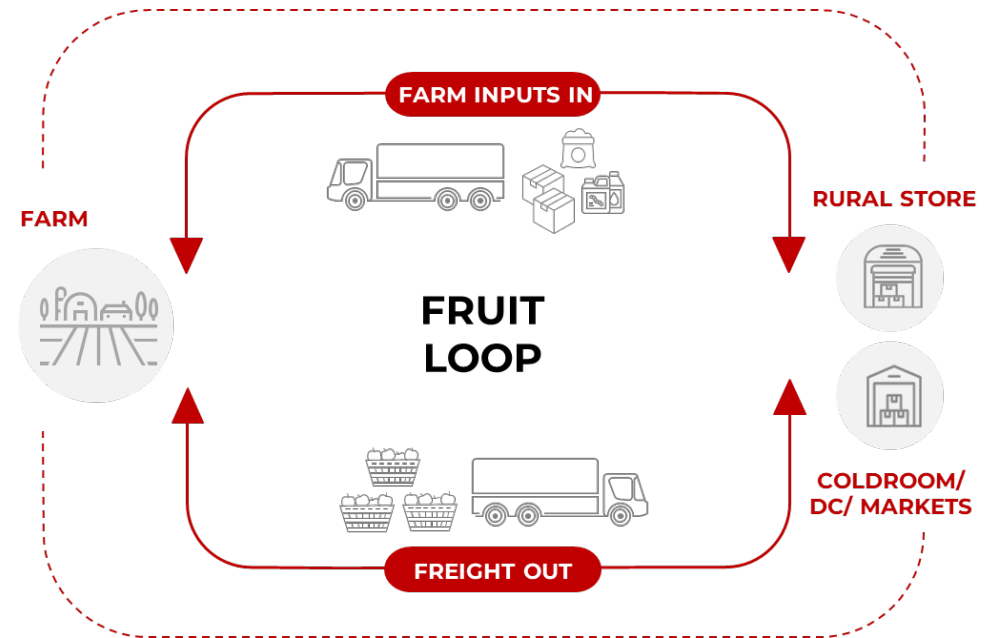 FARM INPUTS IN
FARM
RURAL STORE
FRUIT
LOOP
COLDROOM/
DC/ MARKETS
FREIGHT OUT